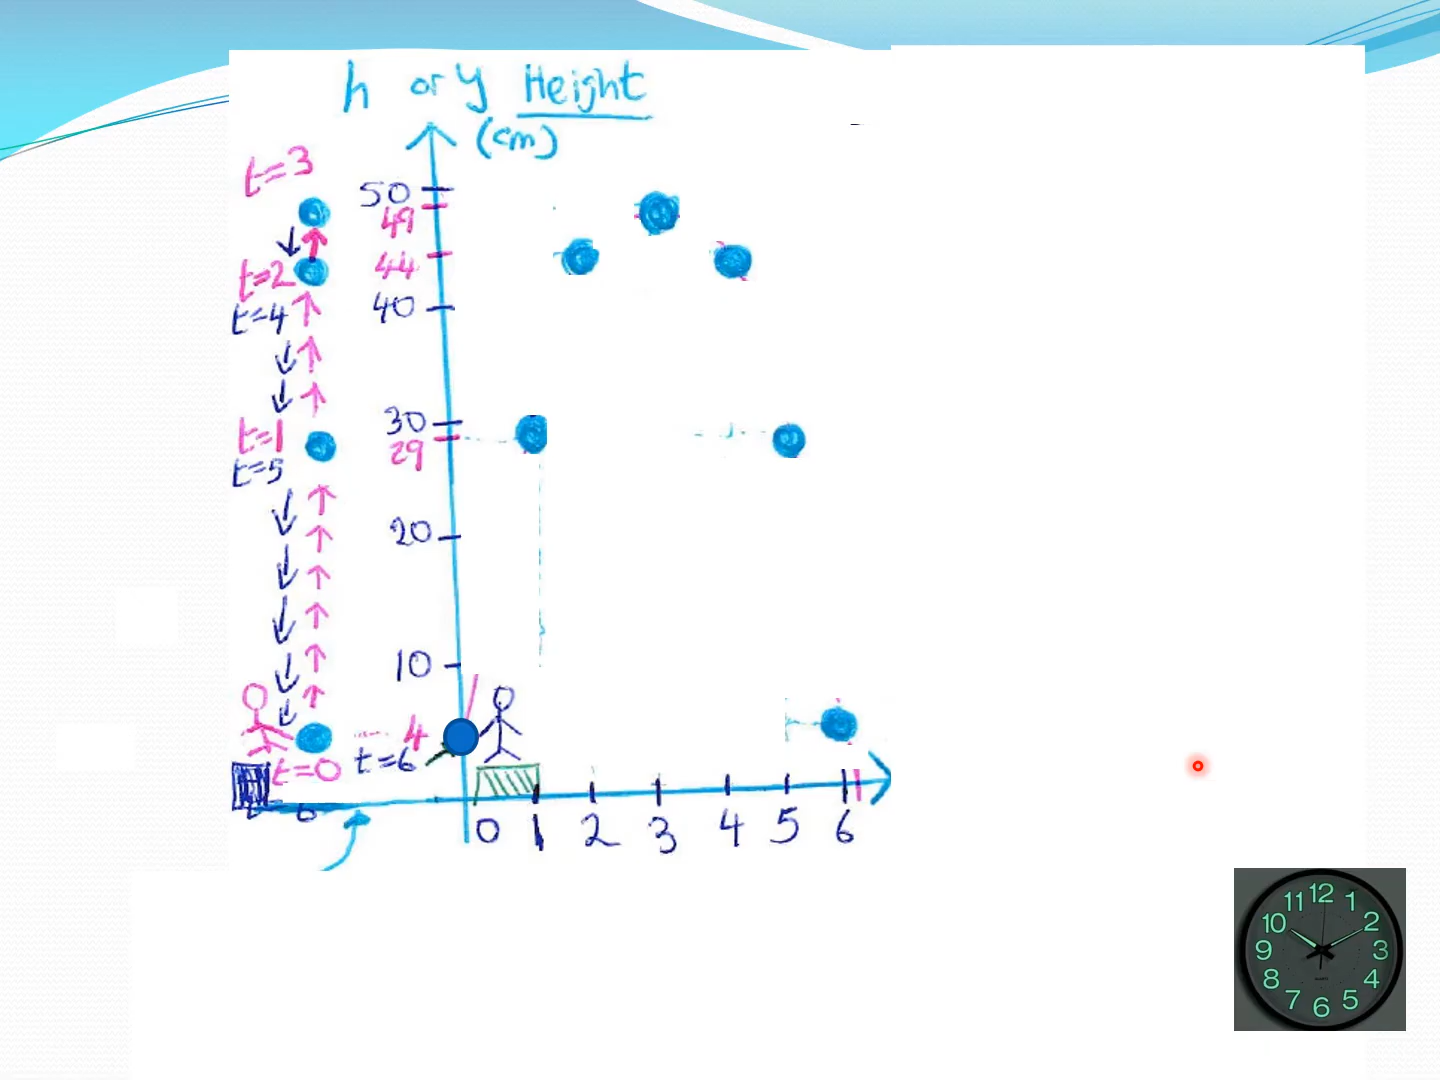 h or y Height
(cm)
t=3
50
49
t=2
44
t=4
40
30
t=1
29
t=5
20
10
4
t=6
t=0
6
0 1 2 3 4 5 6
11 12 1
10 2
9 3
8 4
7 6 5